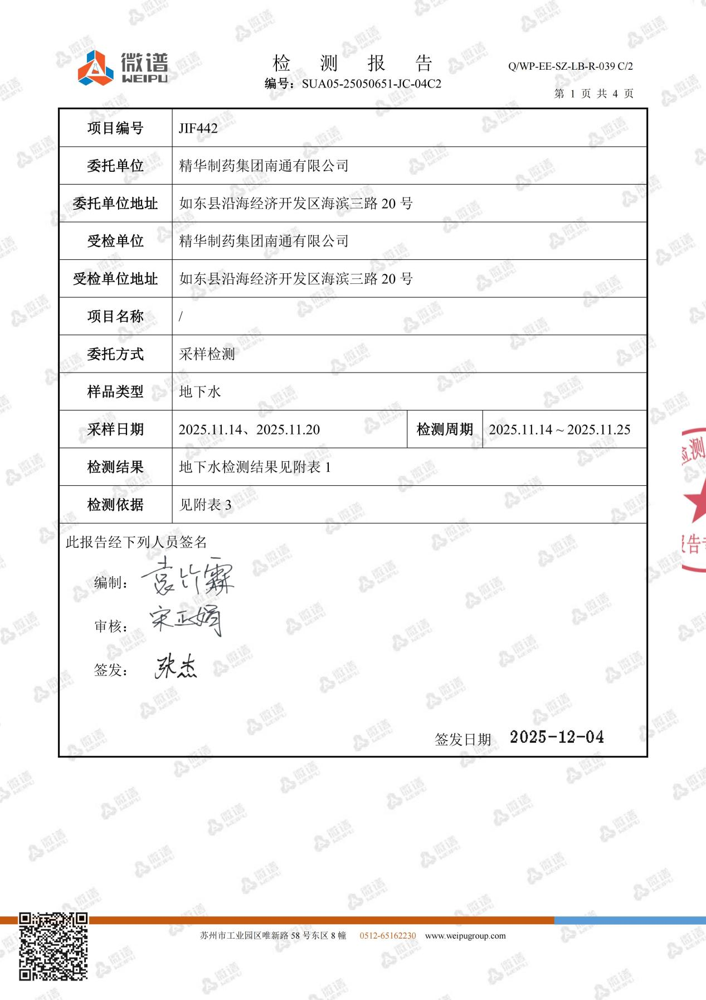 微谱
WEIPU
检 测 报 告
编号：SUA05-25050651-JC-04C2
Q/WP-EE-SZ-LB-R-039 C/2
第 1 页 共 4 页
项目编号 JIF442
委托单位 精华制药集团南通有限公司
委托单位地址 如东县沿海经济开发区海滨三路 20 号
受检单位 精华制药集团南通有限公司
受检单位地址 如东县沿海经济开发区海滨三路 20 号
项目名称 /
委托方式 采样检测
样品类型 地下水
采样日期 2025.11.14、2025.11.20 检测周期 2025.11.14 ~ 2025.11.25
检测结果 地下水检测结果见附表 1
检测依据 见附表 3
此报告经下列人员签名
编制： 袁竹霖
审核： 宋正娟
签发： 张杰
签发日期 2025-12-04
检测
报告专
苏州市工业园区唯新路 58 号东区 8 幢 0512-65162230 www.weipugroup.com